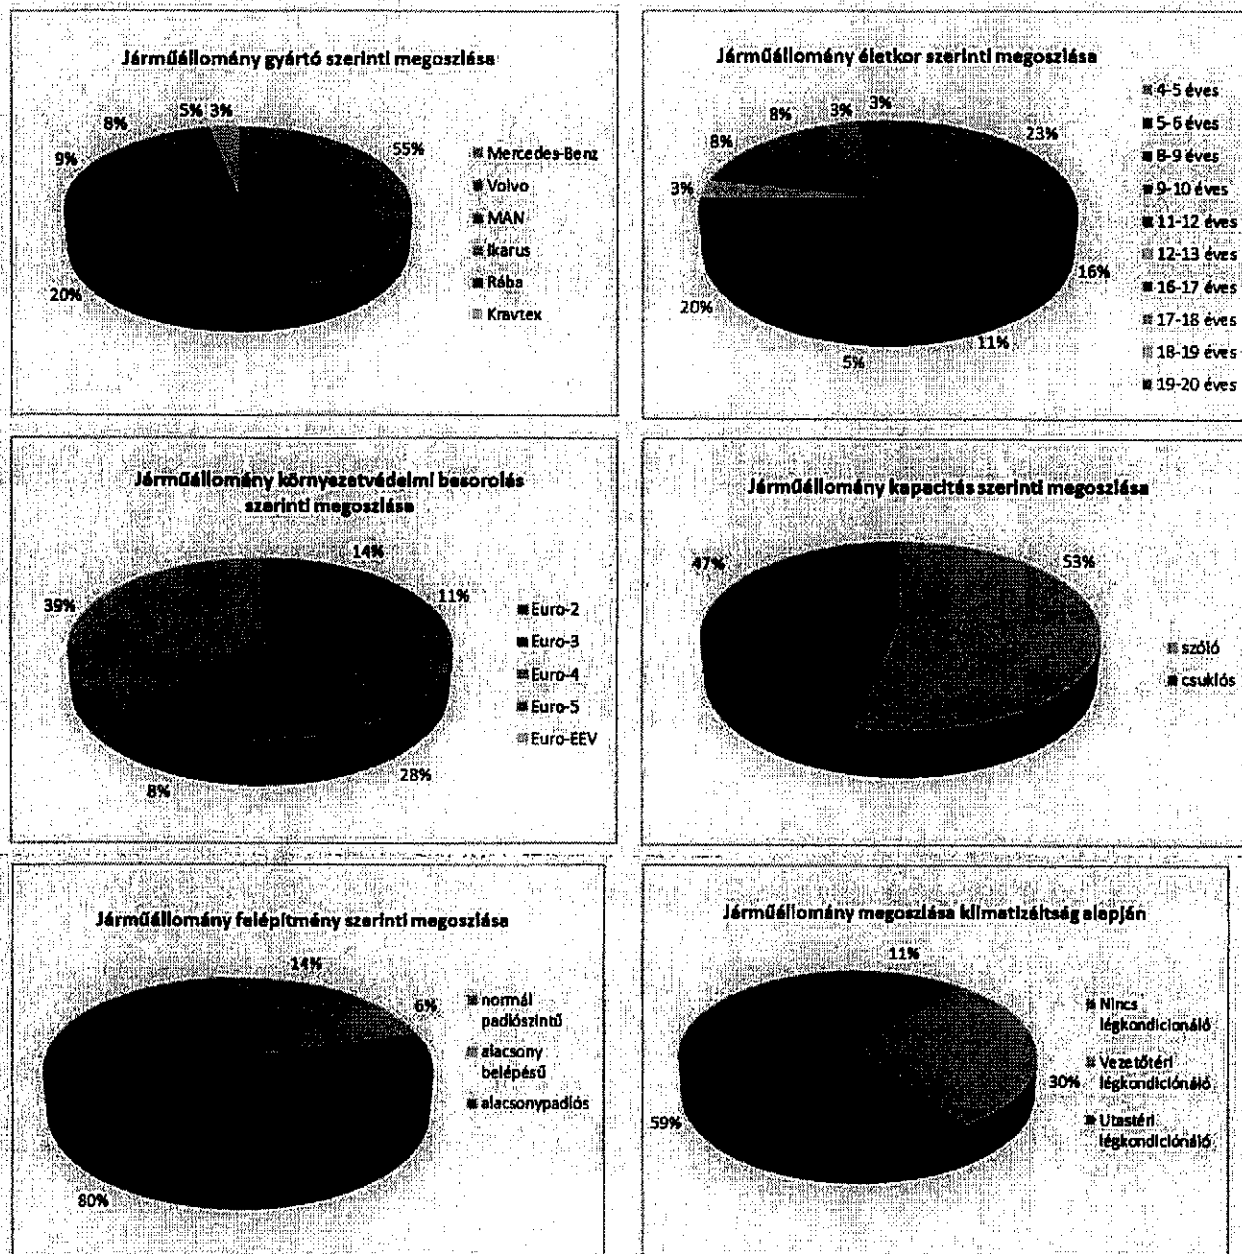 Járműállomány gyártó szerinti megoszlása
5% 3%
8%
9%
55%
20%
Mercedes-Benz
Volvo
MAN
Ikarus
Rába
Kravtex
Járműállomány életkor szerinti megoszlása
3% 3%
8%
8%
23%
3%
16%
20%
11%
5%
4-5 éves
5-6 éves
8-9 éves
9-10 éves
11-12 éves
12-13 éves
16-17 éves
17-18 éves
18-19 éves
19-20 éves
Járműállomány környezetvédelmi besorolás
szerinti megoszlása
14%
39%
11%
28%
8%
Euro-2
Euro-3
Euro-4
Euro-5
Euro-EEV
Járműállomány kapacitás szerinti megoszlása
47%
53%
szóló
csuklós
Járműállomány felépítmény szerinti megoszlása
14%
6%
80%
normál
padlószintű
alacsony
belépésű
alacsonypadlós
Járműállomány megoszlása klimatizáltság alapján
11%
30%
59%
Nincs
légkondicionáló
Vezetőtéri
légkondicionáló
Utastéri
légkondicionáló